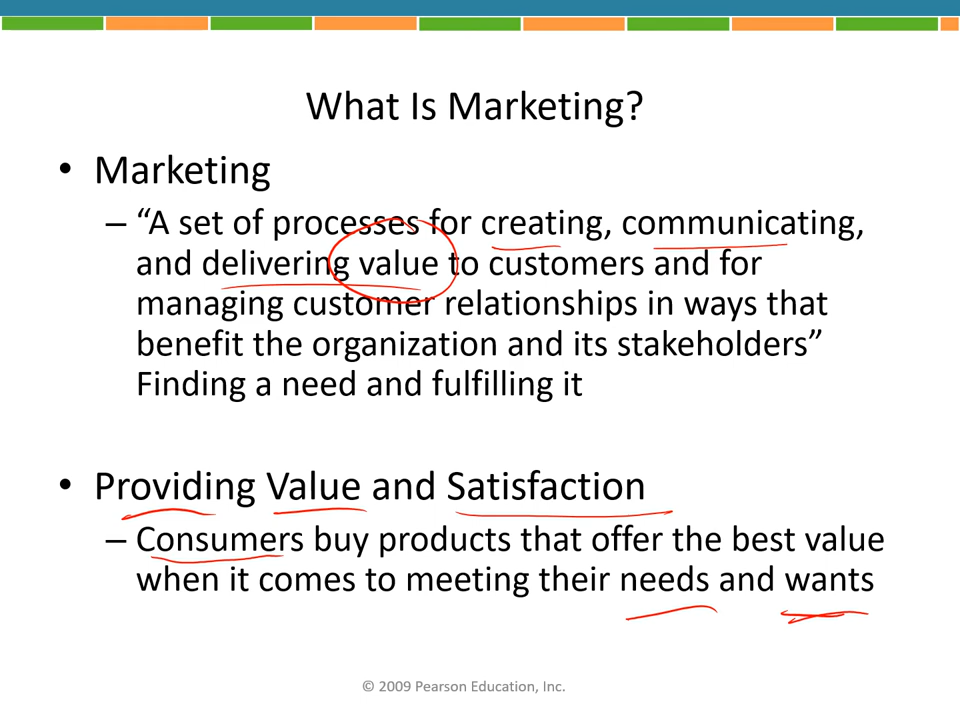 What Is Marketing?
• Marketing
– “A set of processes for creating, communicating,
and delivering value to customers and for
managing customer relationships in ways that
benefit the organization and its stakeholders”
Finding a need and fulfilling it
• Providing Value and Satisfaction
– Consumers buy products that offer the best value
when it comes to meeting their needs and wants
© 2009 Pearson Education, Inc.